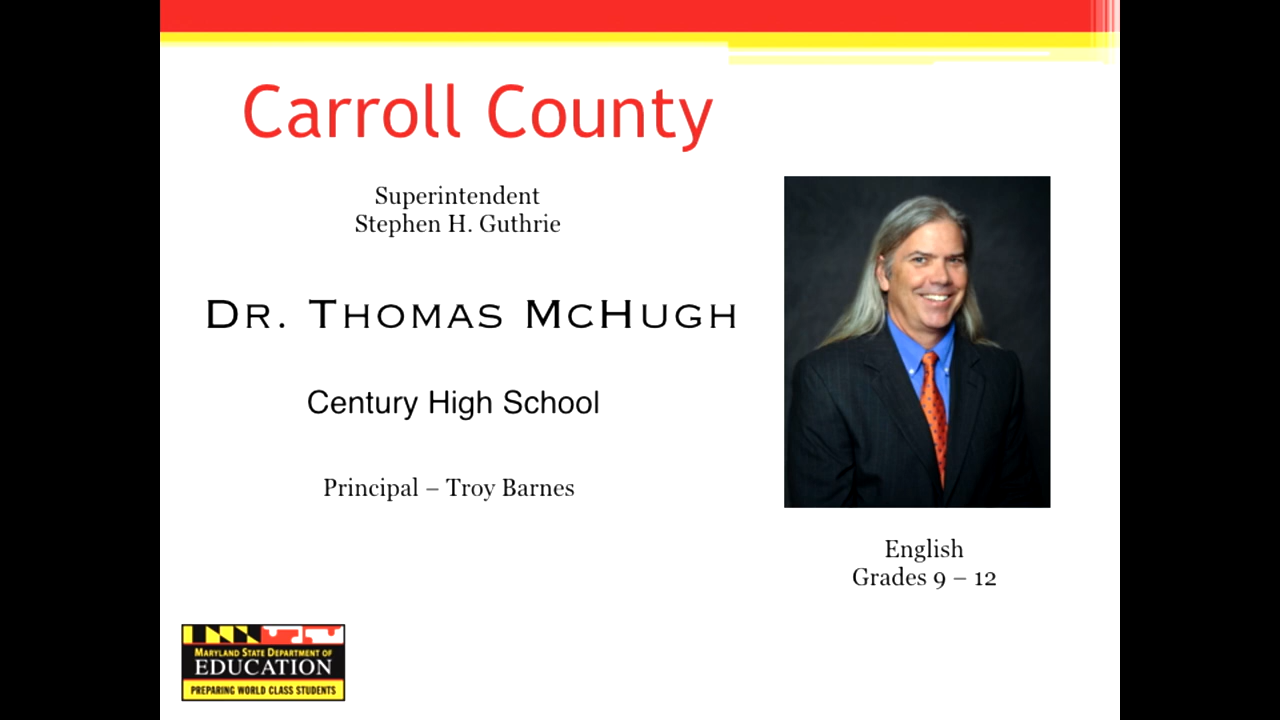 Carroll County
Superintendent
Stephen H. Guthrie
DR. THOMAS MCHUGH
Century High School
Principal – Troy Barnes
English
Grades 9 – 12
MARYLAND STATE DEPARTMENT OF
EDUCATION
PREPARING WORLD CLASS STUDENTS